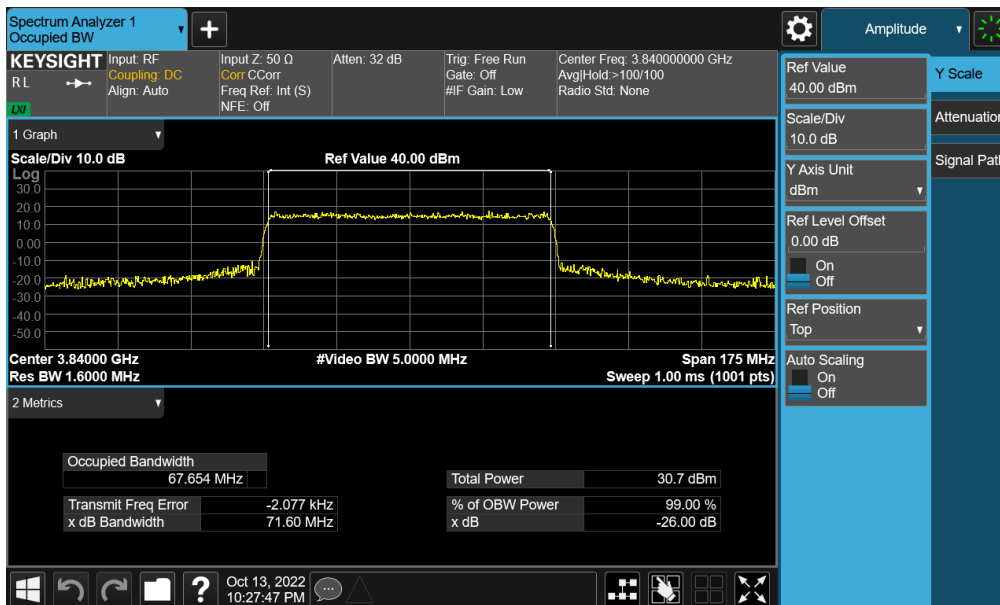 Spectrum Analyzer 1
Occupied BW
+
Amplitude
KEYSIGHT
R L
LXI
Input: RF
Coupling: DC
Align: Auto
Input Z: 50 Ω
Corr CCorr
Freq Ref: Int (S)
NFE: Off
Atten: 32 dB
Trig: Free Run
Gate: Off
#IF Gain: Low
Center Freq: 3.840000000 GHz
Avg|Hold:>100/100
Radio Std: None
1 Graph
Scale/Div 10.0 dB
Ref Value 40.00 dBm
Log
30.0
20.0
10.0
0.00
-10.0
-20.0
-30.0
-40.0
-50.0
Center 3.84000 GHz
#Video BW 5.0000 MHz
Span 175 MHz
Res BW 1.6000 MHz
Sweep 1.00 ms (1001 pts)
2 Metrics
Occupied Bandwidth
67.654 MHz
Transmit Freq Error -2.077 kHz
x dB Bandwidth 71.60 MHz
Total Power 30.7 dBm
% of OBW Power 99.00 %
x dB -26.00 dB
Ref Value
40.00 dBm
Scale/Div
10.0 dB
Y Axis Unit
dBm
Ref Level Offset
0.00 dB
On
Off
Ref Position
Top
Auto Scaling
On
Off
Y Scale
Attenuation
Signal Path
?
Oct 13, 2022
10:27:47 PM